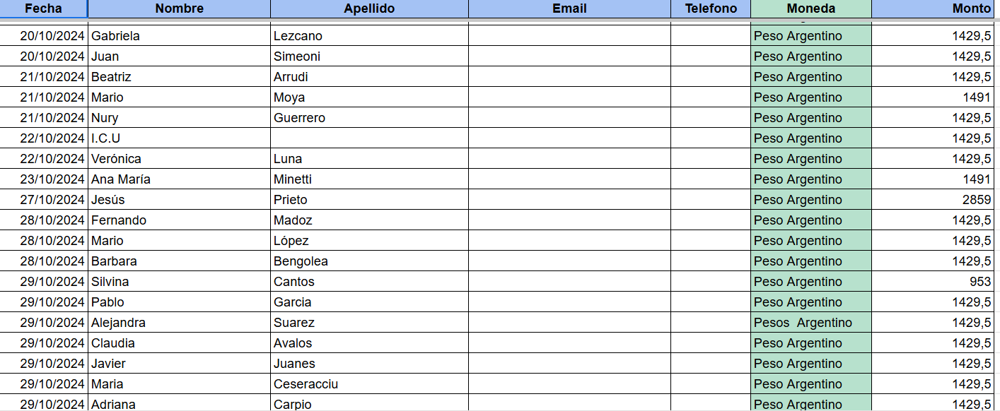 Fecha Nombre Apellido Email Telefono Moneda Monto
20/10/2024 Gabriela Lezcano Peso Argentino 1429,5
20/10/2024 Juan Simeoni Peso Argentino 1429,5
21/10/2024 Beatriz Arrudi Peso Argentino 1429,5
21/10/2024 Mario Moya Peso Argentino 1491
21/10/2024 Nury Guerrero Peso Argentino 1429,5
22/10/2024 I.C.U Peso Argentino 1429,5
22/10/2024 Verónica Luna Peso Argentino 1429,5
23/10/2024 Ana María Minetti Peso Argentino 1491
27/10/2024 Jesús Prieto Peso Argentino 2859
28/10/2024 Fernando Madoz Peso Argentino 1429,5
28/10/2024 Mario López Peso Argentino 1429,5
28/10/2024 Barbara Bengolea Peso Argentino 1429,5
29/10/2024 Silvina Cantos Peso Argentino 953
29/10/2024 Pablo Garcia Peso Argentino 1429,5
29/10/2024 Alejandra Suarez Pesos  Argentino 1429,5
29/10/2024 Claudia Avalos Peso Argentino 1429,5
29/10/2024 Javier Juanes Peso Argentino 1429,5
29/10/2024 Maria Ceseracciu Peso Argentino 1429,5
29/10/2024 Adriana Carpio Peso Argentino 1429,5